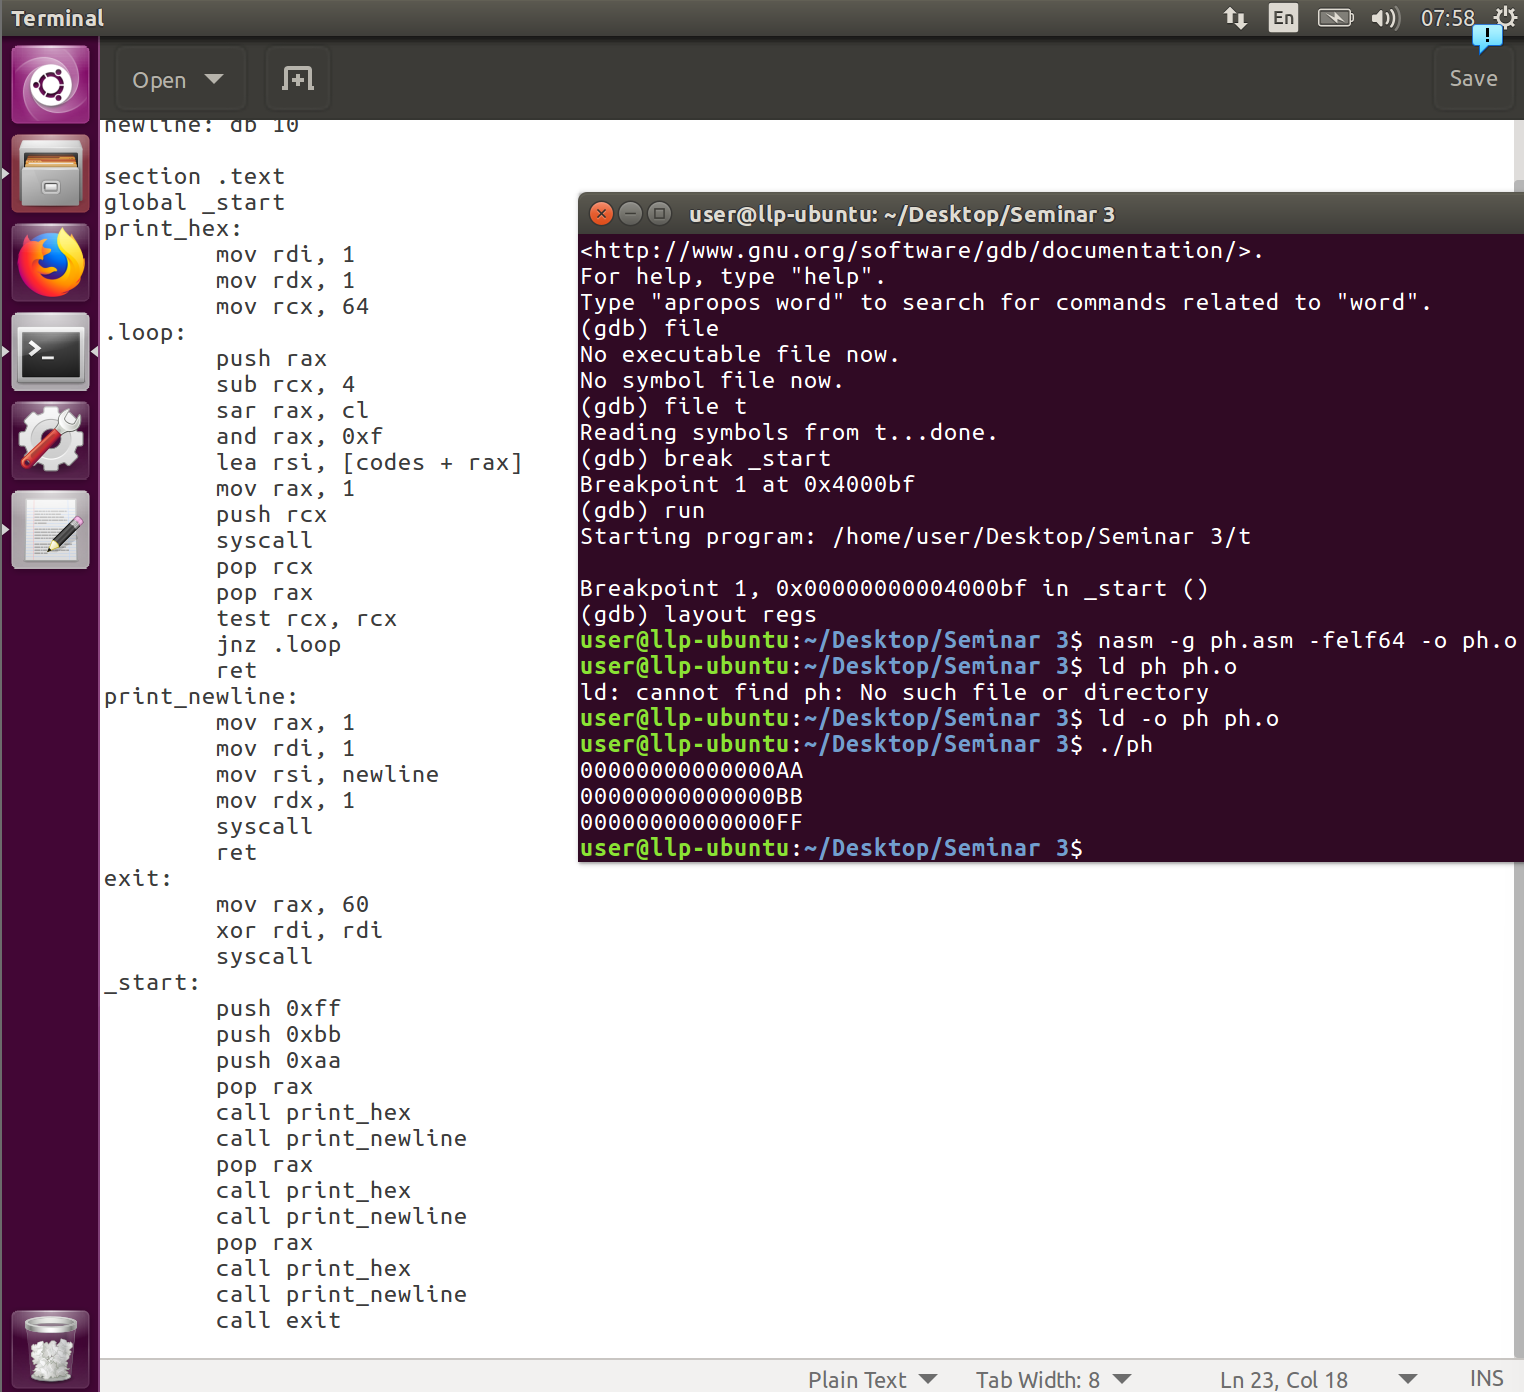 Terminal
En
07:58
Open
Save
newline: db 10
section .text
global _start
print_hex:
mov rdi, 1
mov rdx, 1
mov rcx, 64
.loop:
push rax
sub rcx, 4
sar rax, cl
and rax, 0xf
lea rsi, [codes + rax]
mov rax, 1
push rcx
syscall
pop rcx
pop rax
test rcx, rcx
jnz .loop
ret
print_newline:
mov rax, 1
mov rdi, 1
mov rsi, newline
mov rdx, 1
syscall
ret
exit:
mov rax, 60
xor rdi, rdi
syscall
_start:
push 0xff
push 0xbb
push 0xaa
pop rax
call print_hex
call print_newline
pop rax
call print_hex
call print_newline
pop rax
call print_hex
call print_newline
call exit
user@llp-ubuntu: ~/Desktop/Seminar 3
<http://www.gnu.org/software/gdb/documentation/>.
For help, type "help".
Type "apropos word" to search for commands related to "word".
(gdb) file
No executable file now.
No symbol file now.
(gdb) file t
Reading symbols from t...done.
(gdb) break _start
Breakpoint 1 at 0x4000bf
(gdb) run
Starting program: /home/user/Desktop/Seminar 3/t
Breakpoint 1, 0x00000000004000bf in _start ()
(gdb) layout regs
user@llp-ubuntu:~/Desktop/Seminar 3$ nasm -g ph.asm -felf64 -o ph.o
user@llp-ubuntu:~/Desktop/Seminar 3$ ld ph ph.o
ld: cannot find ph: No such file or directory
user@llp-ubuntu:~/Desktop/Seminar 3$ ld -o ph ph.o
user@llp-ubuntu:~/Desktop/Seminar 3$ ./ph
00000000000000AA
00000000000000BB
00000000000000FF
user@llp-ubuntu:~/Desktop/Seminar 3$
Plain Text
Tab Width: 8
Ln 23, Col 18
INS